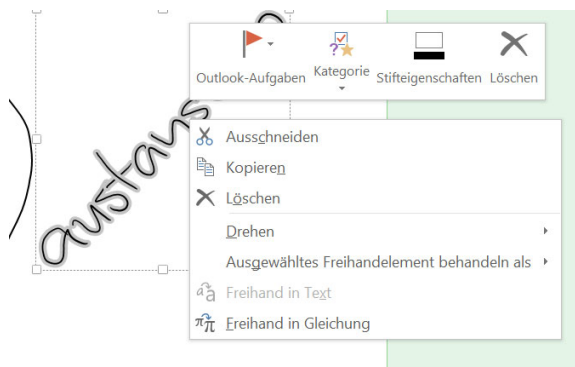 Outlook-Aufgaben Kategorie Stifteigenschaften Löschen
Ausschneiden
Kopieren
Löschen
Drehen
Ausgewähltes Freihandelement behandeln als
Freihand in Text
Freihand in Gleichung